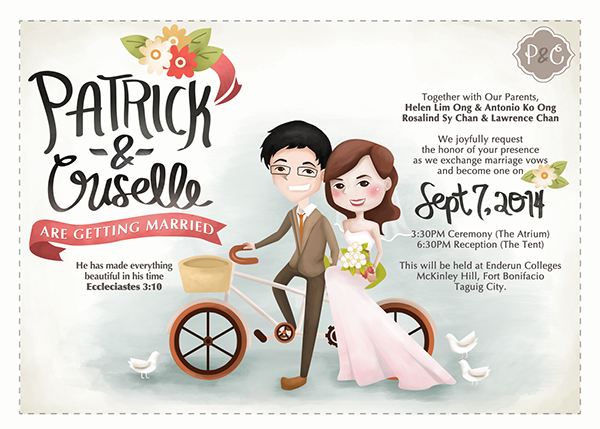 P&C
PATRICK
-&-
Criselle
ARE GETTING MARRIED
He has made everything
beautiful in his time
Eccleciastes 3:10
Together with Our Parents,
Helen Lim Ong & Antonio Ko Ong
Rosalind Sy Chan & Lawrence Chan
We joyfully request
the honor of your presence
as we exchange marriage vows
and become one on
Sept 7, 2014
3:30PM Ceremony (The Atrium)
6:30PM Reception (The Tent)
This will be held at Enderun Colleges
McKinley Hill, Fort Bonifacio
Taguig City.